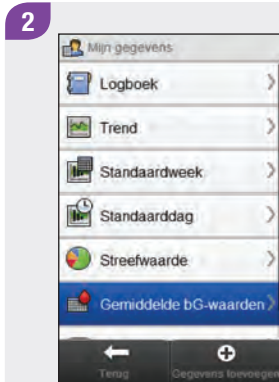 2
Mijn gegevens
Logboek
Trend
Standaardweek
Standaarddag
Streefwaarde
Gemiddelde bG-waarden
Terug
Gegevens toevoegen